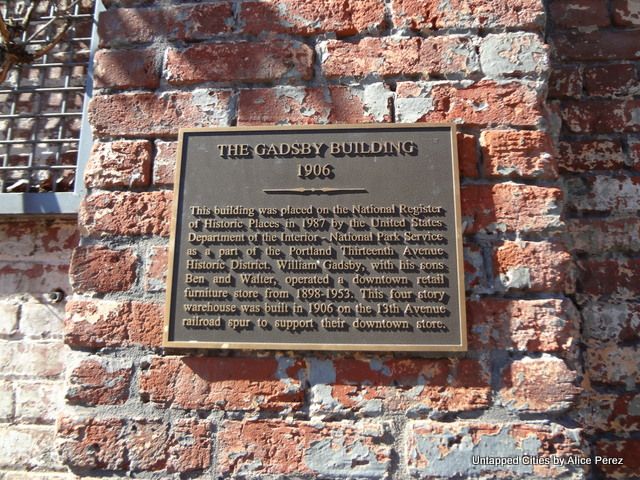 THE GADSBY BUILDING
1906
This building was placed on the National Register
of Historic Places in 1987 by the United States
Department of the Interior-National Park Service
as a part of the Portland Thirteenth Avenue
Historic District. William Gadsby, with his sons
Ben and Walter, operated a downtown retail
furniture store from 1898-1953. This four story
warehouse was built in 1906 on the 13th Avenue
railroad spur to support their downtown store.
Untapped Cities by Alice Perez